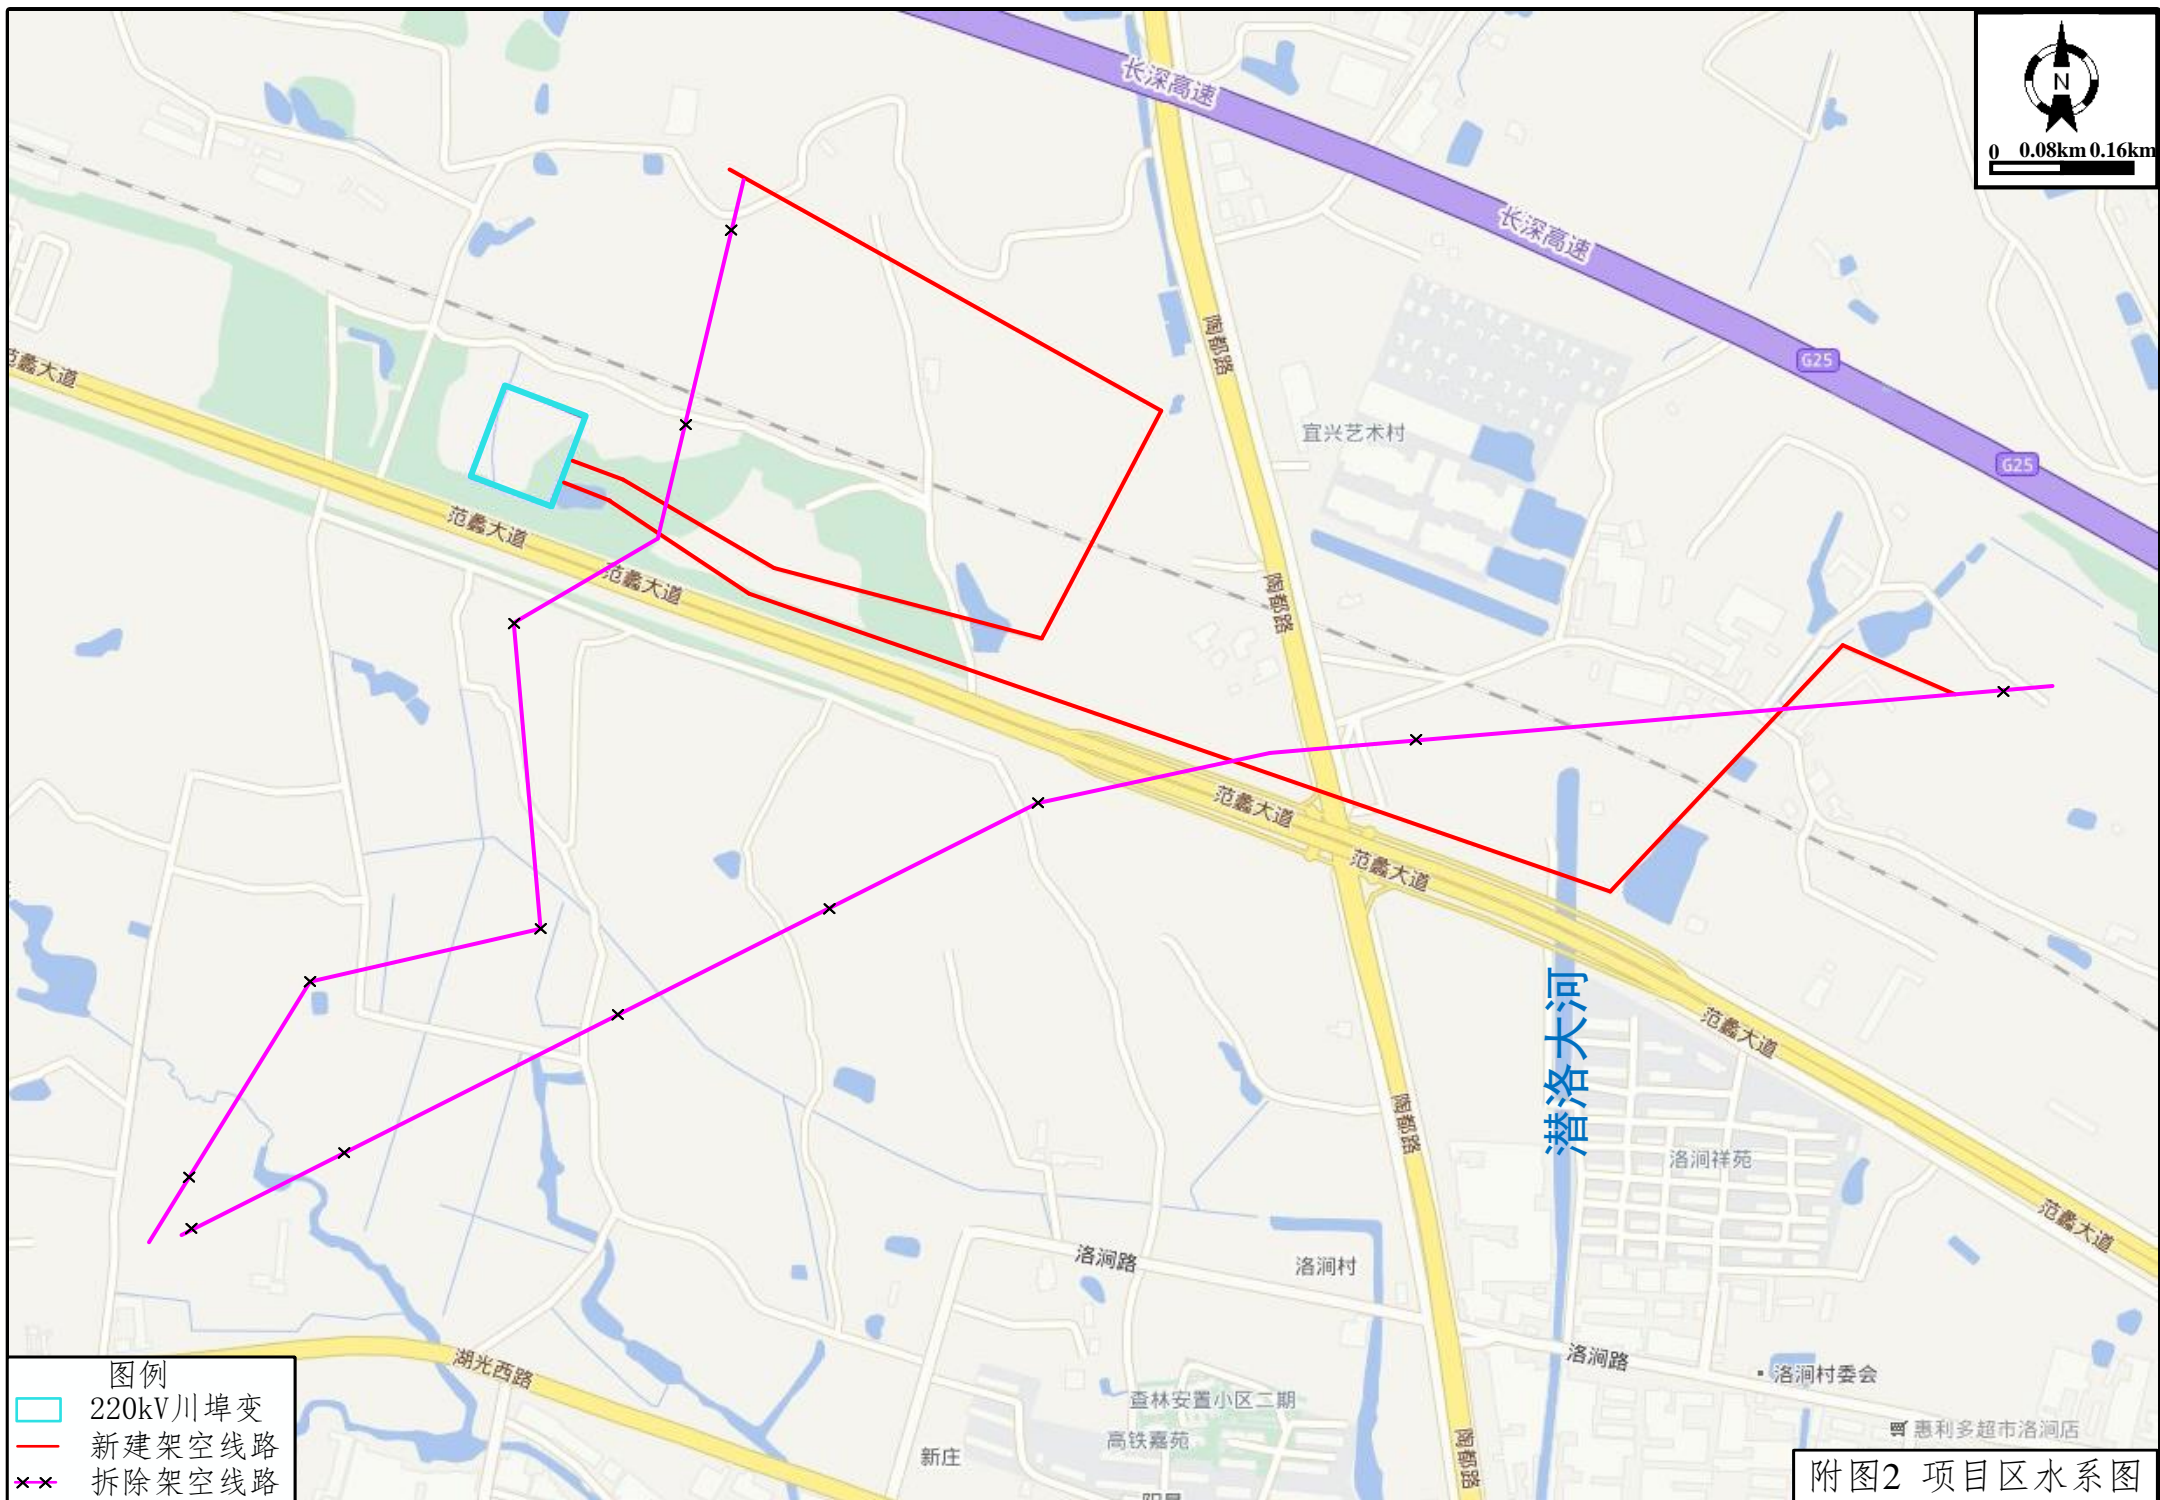 长深高速
N
0 0.08km 0.16km
长深高速
陶都路
G25
范蠡大道
宜兴艺术村
G25
范蠡大道
范蠡大道
陶都路
范蠡大道
范蠡大道
潜洛大河
范蠡大道
陶都路
洛涧祥苑
范蠡大道
洛涧路
洛涧村
湖光西路
洛涧路
洛涧村委会
查林安置小区二期
惠利多超市洛涧店
高铁嘉苑
新庄
陶都路
图例
220kV川埠变
新建架空线路
拆除架空线路
附图2 项目区水系图